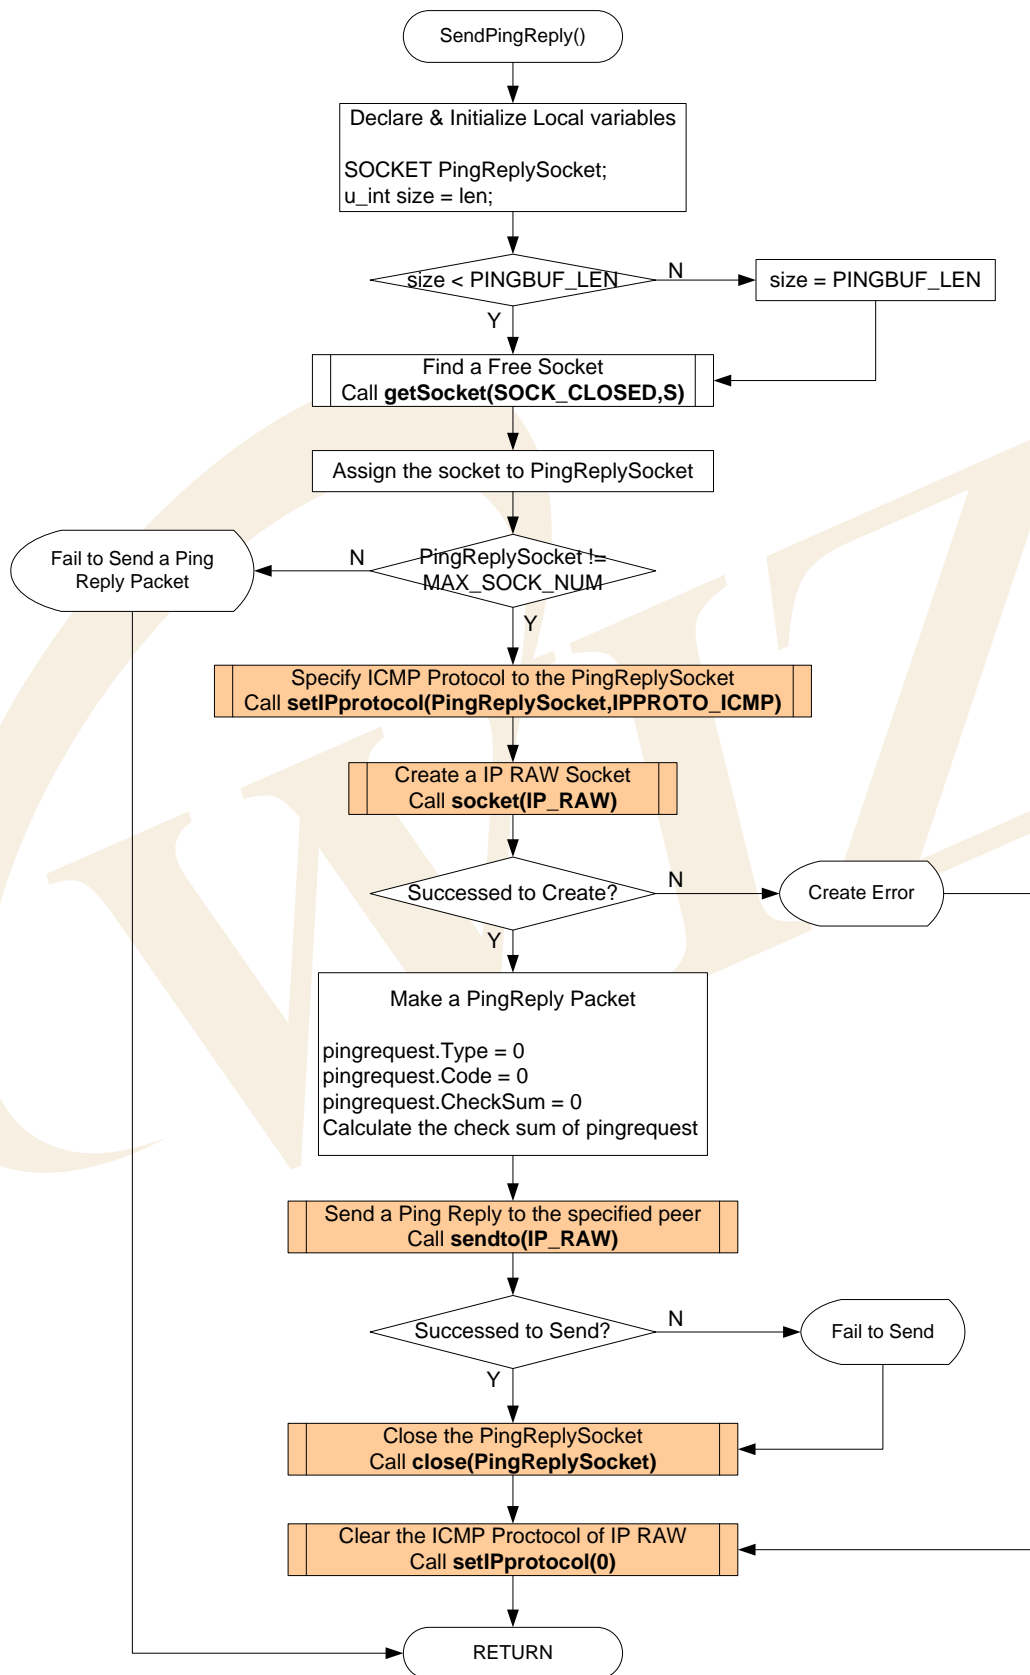 SendPingReply()
Declare & Initialize Local variables
SOCKET PingReplySocket;
u_int size = len;
size < PINGBUF_LEN
N
size = PINGBUF_LEN
Y
Find a Free Socket
Call getSocket(SOCK_CLOSED,S)
Assign the socket to PingReplySocket
PingReplySocket !=
MAX_SOCK_NUM
N
Fail to Send a Ping
Reply Packet
Y
Specify ICMP Protocol to the PingReplySocket
Call setIPprotocol(PingReplySocket,IPPROTO_ICMP)
Create a IP RAW Socket
Call socket(IP_RAW)
Successed to Create?
N
Create Error
Y
Make a PingReply Packet
pingrequest.Type = 0
pingrequest.Code = 0
pingrequest.CheckSum = 0
Calculate the check sum of pingrequest
Send a Ping Reply to the specified peer
Call sendto(IP_RAW)
Successed to Send?
N
Fail to Send
Y
Close the PingReplySocket
Call close(PingReplySocket)
Clear the ICMP Proctocol of IP RAW
Call setIPprotocol(0)
RETURN
WIZ